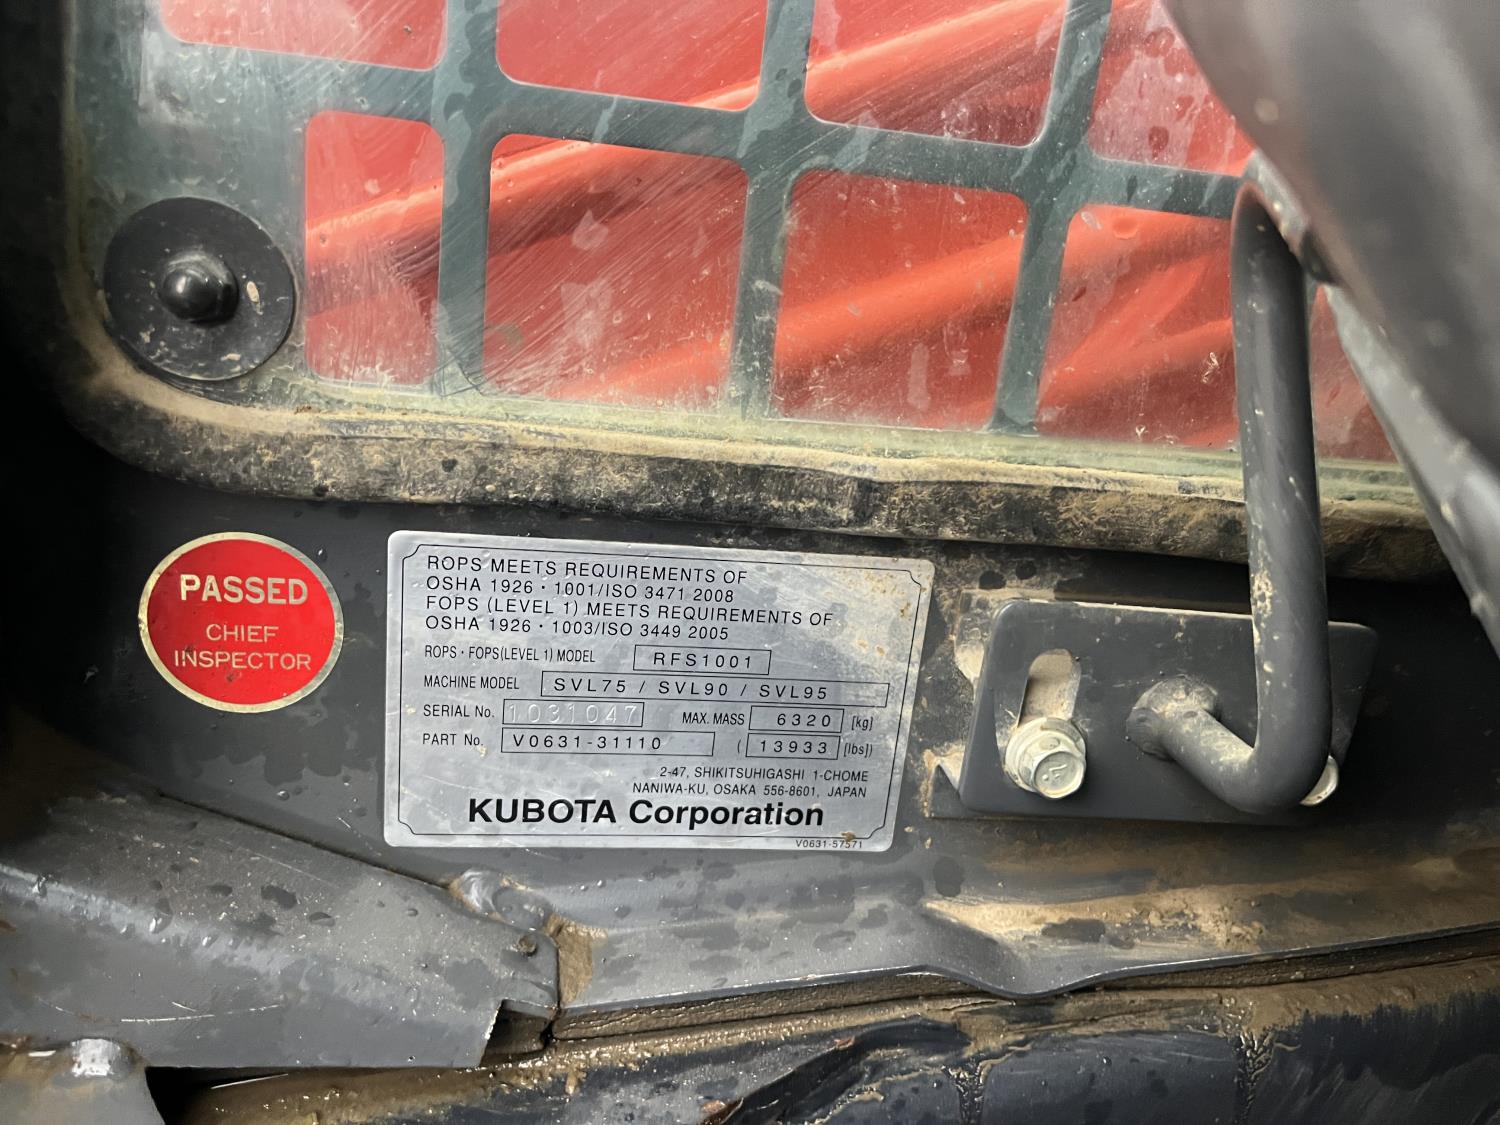 PASSED
CHIEF
INSPECTOR
ROPS MEETS REQUIREMENTS OF
OSHA 1926・1001/ISO 3471 2008
FOPS (LEVEL 1) MEETS REQUIREMENTS OF
OSHA 1926・1003/ISO 3449 2005
ROPS・FOPS(LEVEL 1) MODEL RFS1001
MACHINE MODEL SVL75 / SVL90 / SVL95
SERIAL No. 1031047 MAX. MASS 6320 [kg]
PART No. V0631-31110 ( 13933 [lbs])
2-47, SHIKITSUHIGASHI 1-CHOME
NANIWA-KU, OSAKA 556-8601, JAPAN
KUBOTA Corporation
V0631-57571